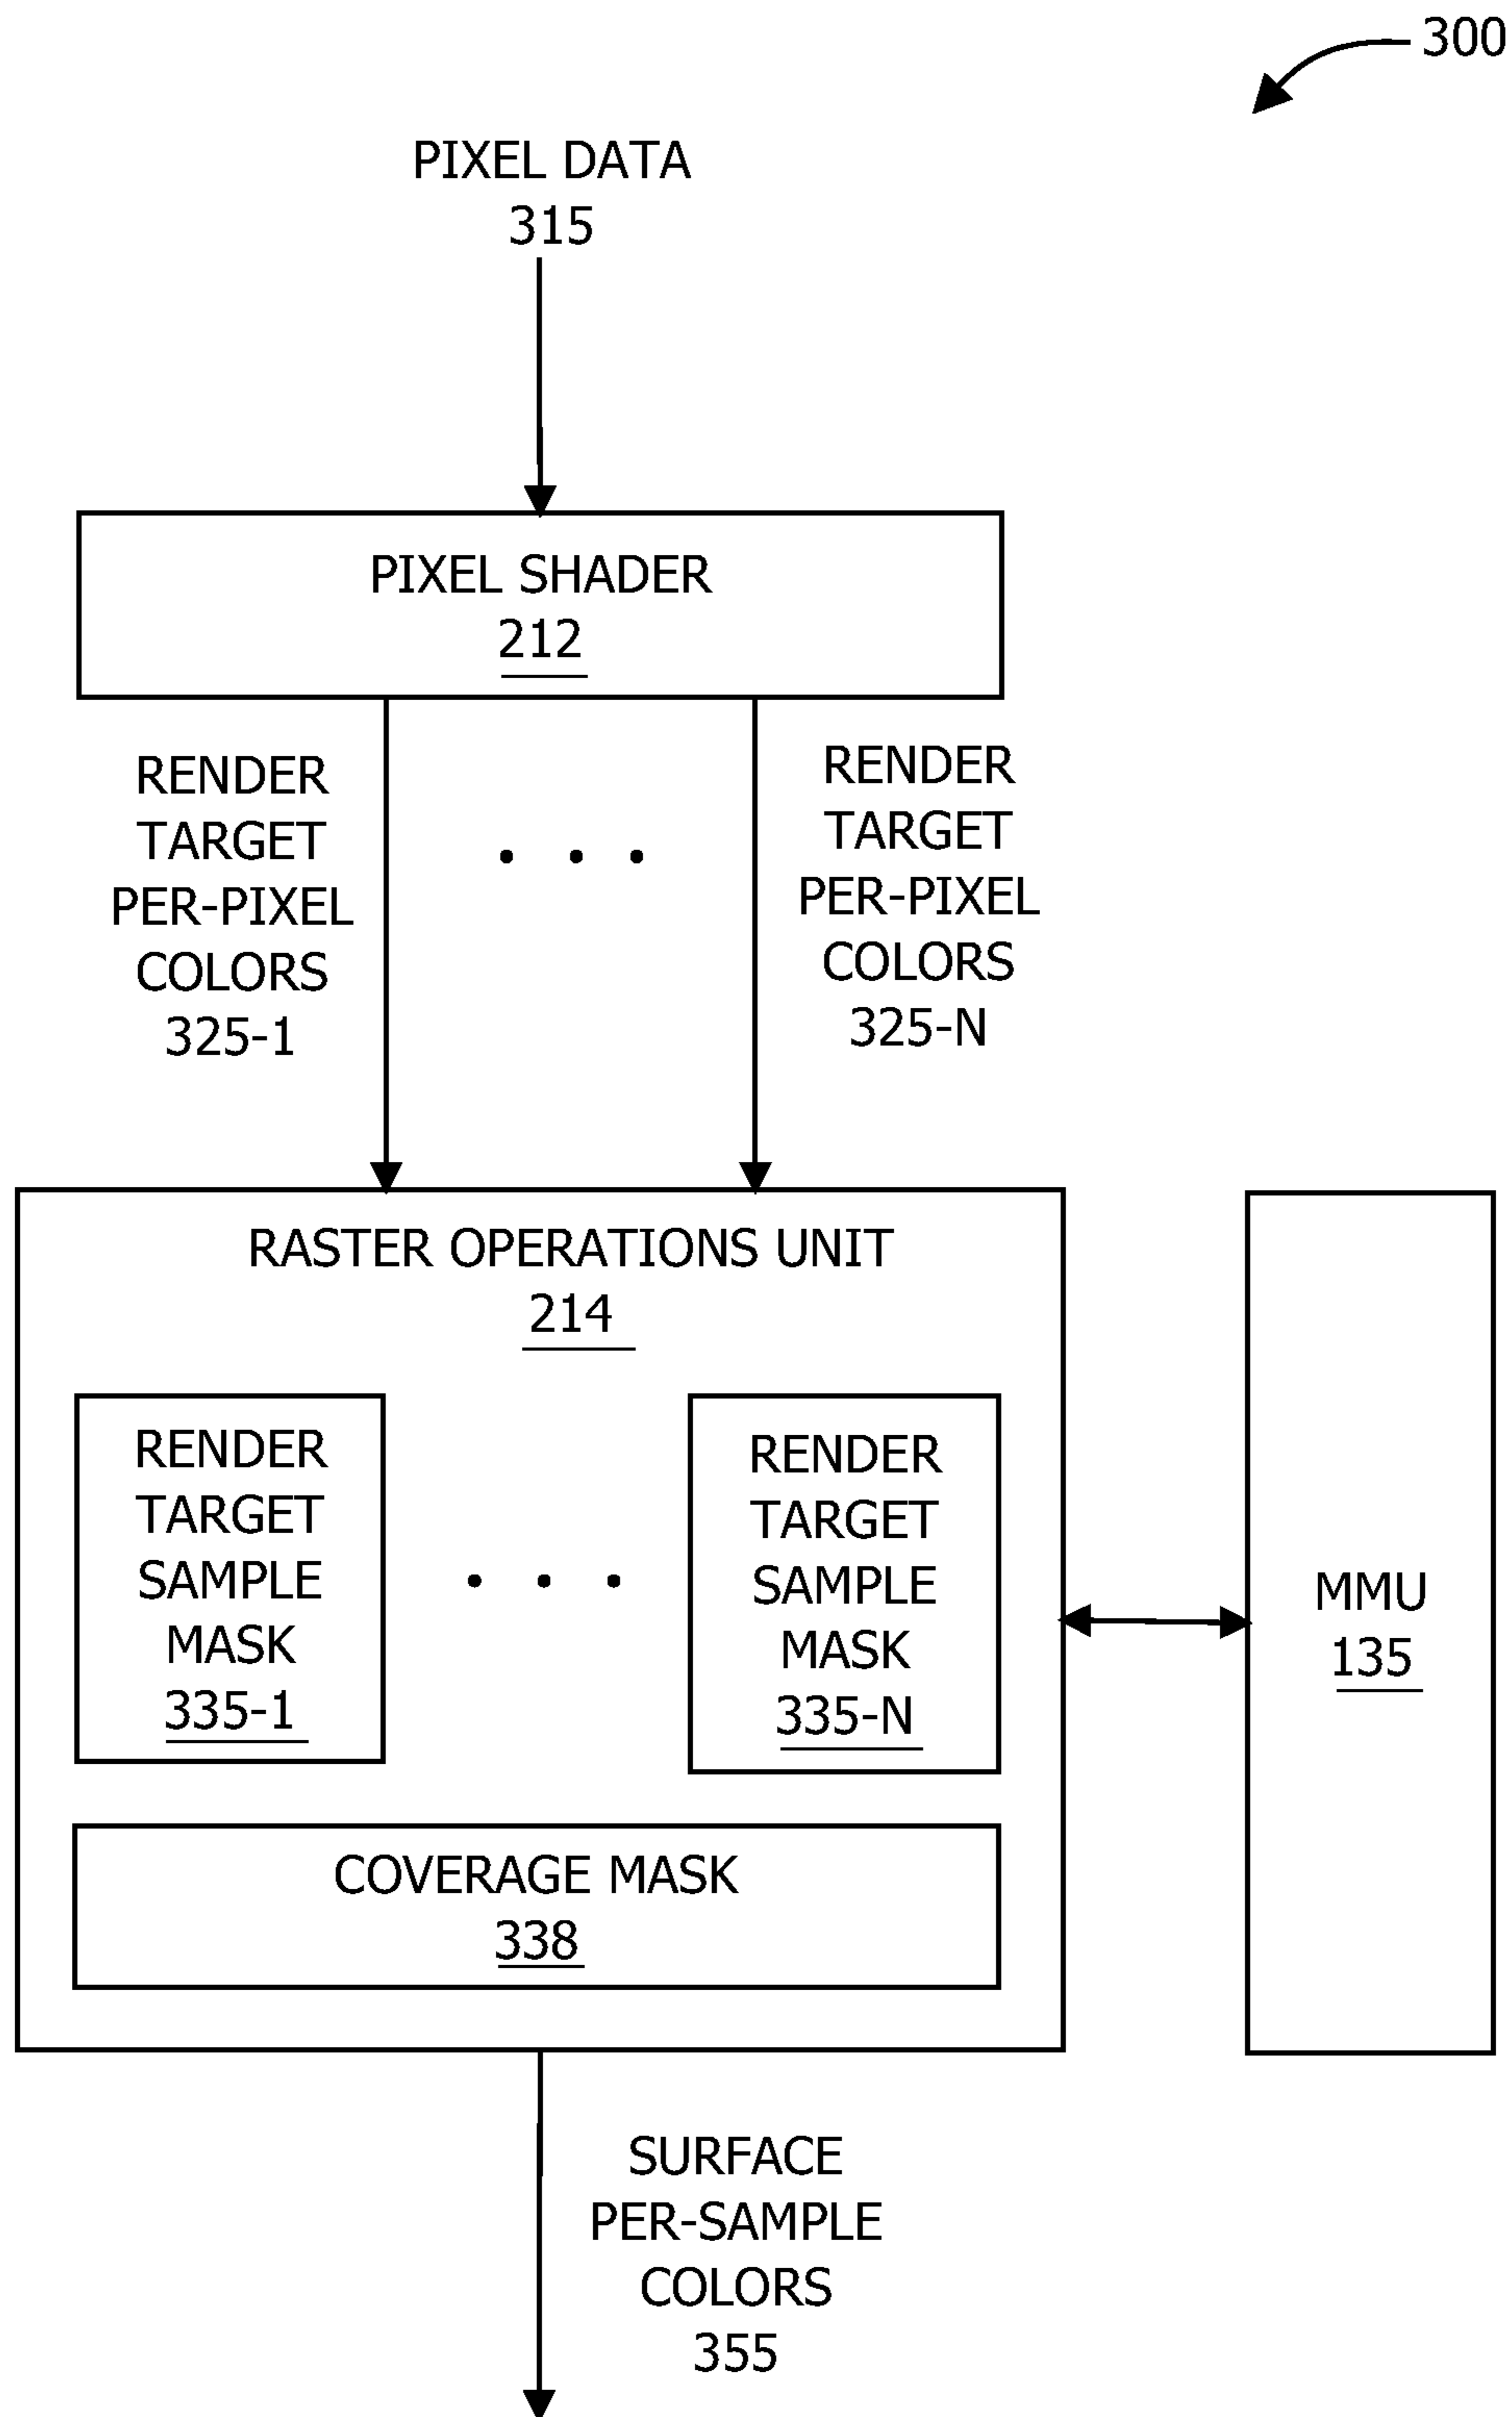 300
PIXEL DATA
315
PIXEL SHADER
212
RENDER
TARGET
PER-PIXEL
COLORS
325-1
. . .
RENDER
TARGET
PER-PIXEL
COLORS
325-N
RASTER OPERATIONS UNIT
214
RENDER
TARGET
SAMPLE
MASK
335-1
. . .
RENDER
TARGET
SAMPLE
MASK
335-N
COVERAGE MASK
338
MMU
135
SURFACE
PER-SAMPLE
COLORS
355